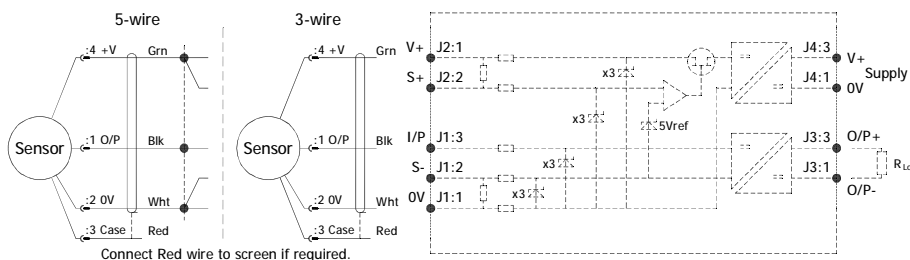 5-wire
:4 +V Grn
Sensor :1 O/P Blk
:2 0V Wht
:3 Case Red
3-wire
:4 +V Grn
Sensor :1 O/P Blk
:2 0V Wht
:3 Case Red
Connect Red wire to screen if required.
V+ J2:1
S+ J2:2
I/P J1:3
S- J1:2
0V J1:1
x3
x3
5Vref
x3
x3
J4:3 V+
Supply
J4:1 0V
J3:3 O/P+
J3:1 O/P-